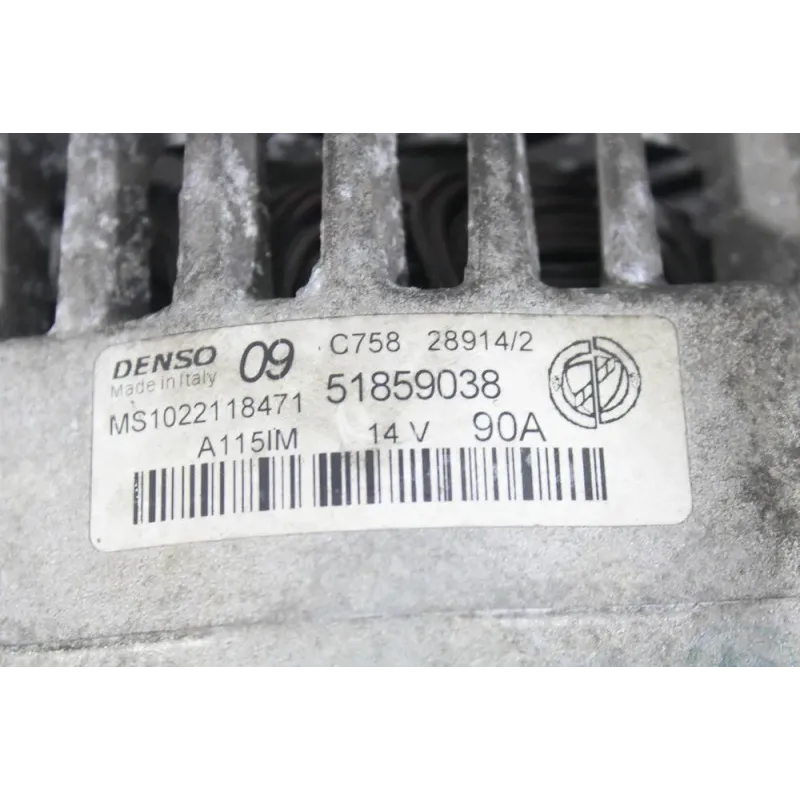 DENSO 09 C758 28914/2
Made in Italy 51859038
MS1022118471
A115IM 14 V 90A